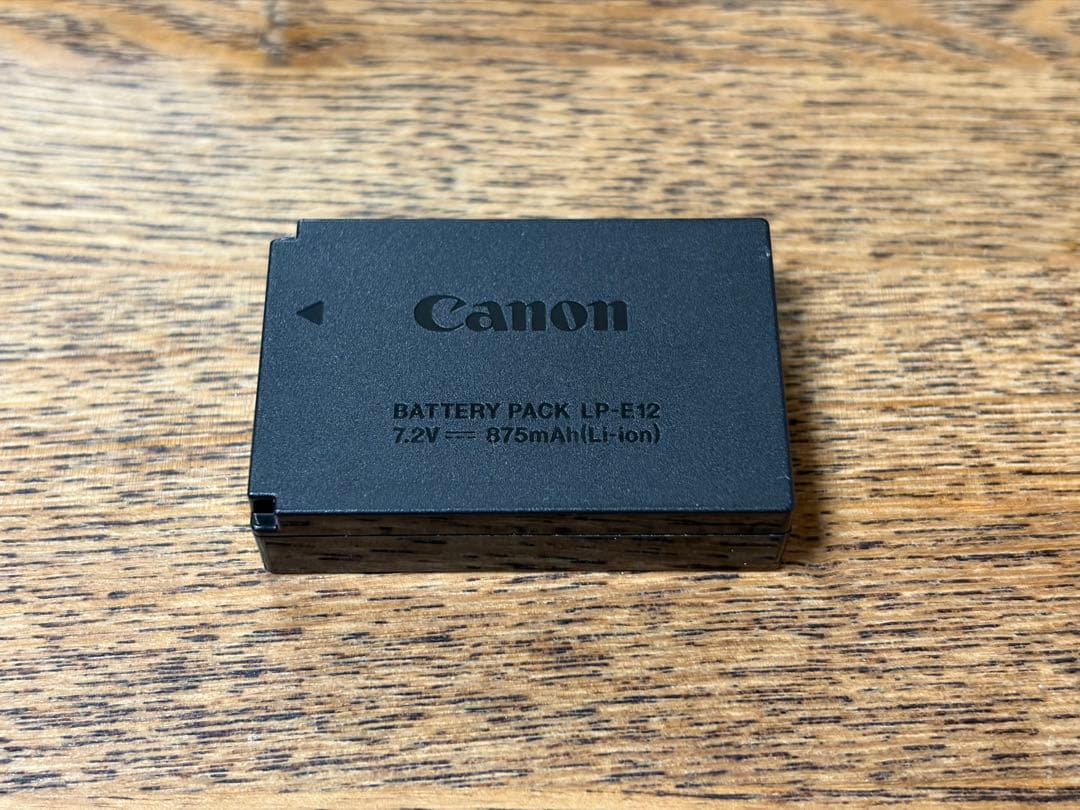 Canon
BATTERY PACK LP-E12
7.2V ⎓ 875mAh(Li-ion)